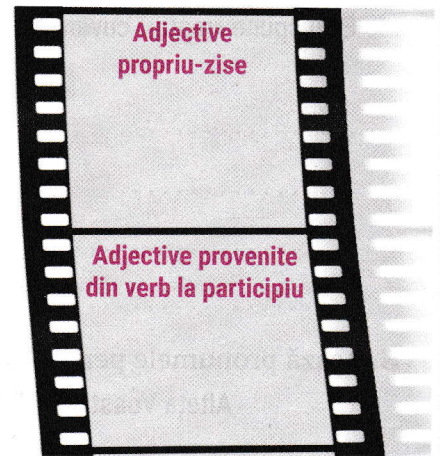 Adjective
propriu-zise
Adjective provenite
din verb la participiu